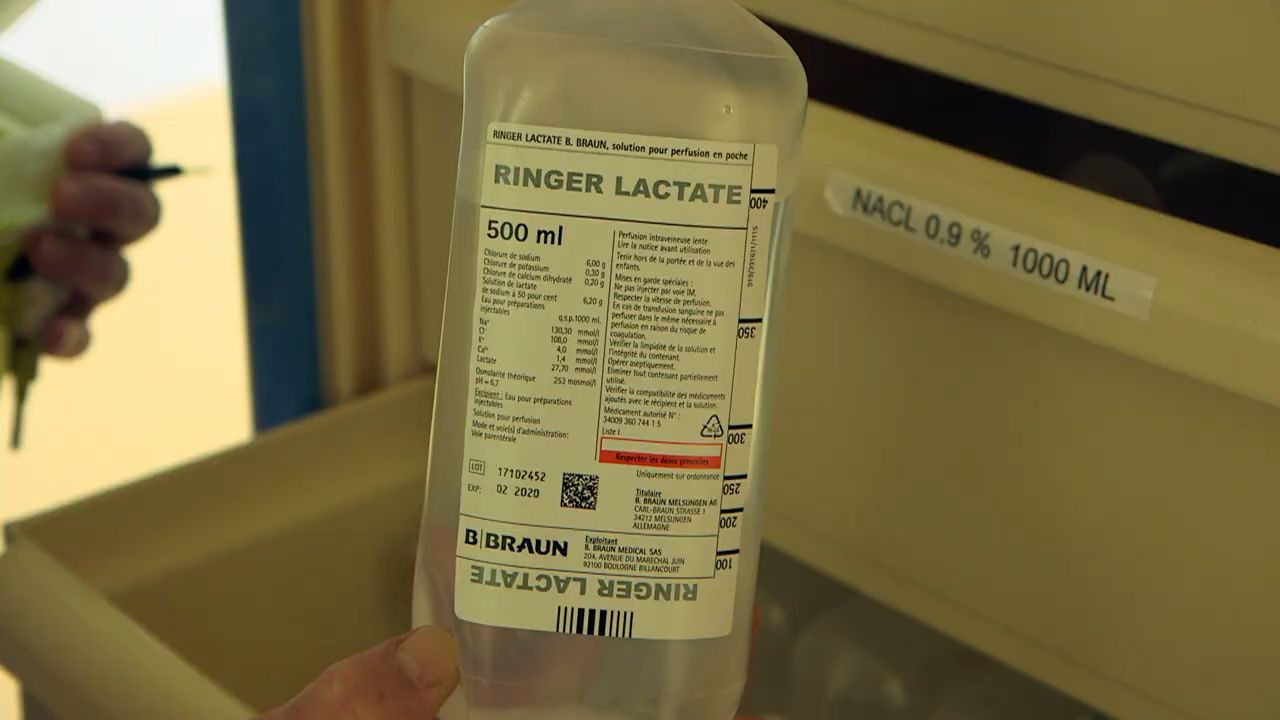 RINGER LACTATE B. BRAUN, solution pour perfusion en poche
RINGER LACTATE
500 ml
Chlorure de sodium 6,00 g
Chlorure de potassium 0,30 g
Chlorure de calcium dihydraté 0,20 g
Solution de lactate
de sodium à 50 pour cent 6,20 g
Eau pour préparations
injectables q.s.p.1000 ml.
Na⁺ 130,30 mmol/l
Cl⁻ 108,0 mmol/l
K⁺ 4,0 mmol/l
Ca²⁺ 1,4 mmol/l
Lactate 27,70 mmol/l
Osmolarité théorique 253 mosmol/l
pH ≈ 6,7
Excipient : Eau pour préparations
injectables
Solution pour perfusion
Mode et voie(s) d'administration:
Voie parentérale
LOT 17102452
EXP: 02 2020
Perfusion intraveineuse lente
Lire la notice avant utilisation
Tenir hors de la portée et de la vue des
enfants.
Mises en garde spéciales :
Ne pas injecter par voie IM.
Respecter la vitesse de perfusion.
En cas de transfusion sanguine ne pas
perfuser dans le même nécessaire à
perfusion en raison du risque de
coagulation.
Vérifier la limpidité de la solution et
l'intégrité du contenant.
Opérer aseptiquement.
Eliminer tout contenant partiellement
utilisé.
Vérifier la compatibilité des médicaments
ajoutés avec le récipient et la solution.
Médicament autorisé N° :
34009 360 744 1 5
Liste I
Respecter les doses prescrites
Uniquement sur ordonnance
Titulaire
B. BRAUN MELSUNGEN AG
CARL-BRAUN STRASSE 1
34212 MELSUNGEN
ALLEMAGNE
B|BRAUN
Exploitant
B. BRAUN MEDICAL SAS
204, AVENUE DU MARECHAL JUIN
92100 BOULOGNE BILLANCOURT
RINGER LACTATE
400
350
300
250
200
100
NACL 0.9 % 1000 ML